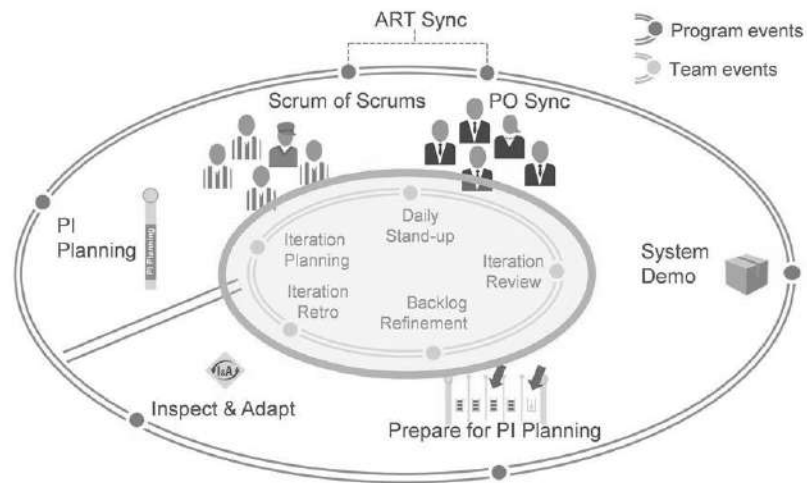 ART Sync
Program events
Team events
Scrum of Scrums
PO Sync
PI
Planning
PI Planning
Daily
Stand-up
Iteration
Planning
Iteration
Review
System
Demo
Iteration
Retro
Backlog
Refinement
I&A
Inspect & Adapt
Prepare for PI Planning